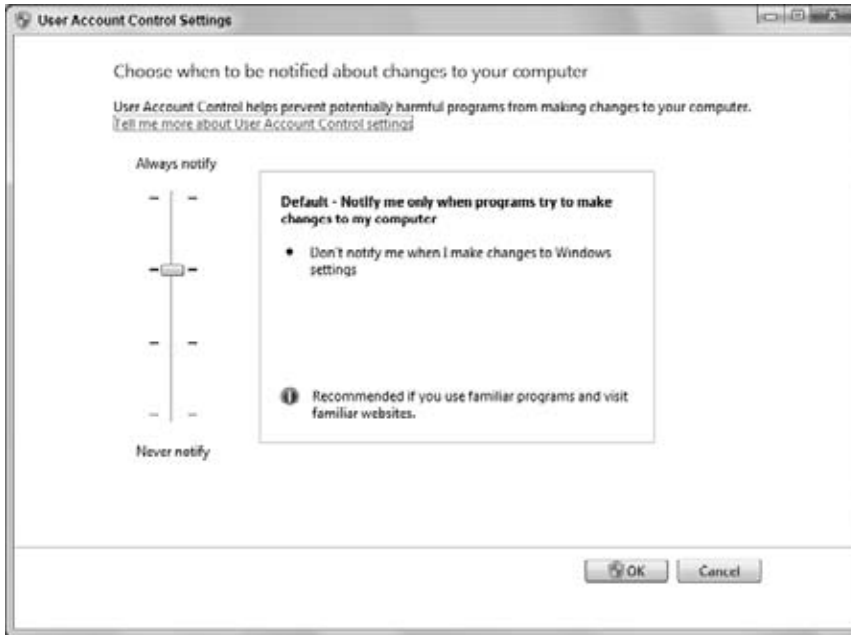 User Account Control Settings
Choose when to be notified about changes to your computer
User Account Control helps prevent potentially harmful programs from making changes to your computer.
Tell me more about User Account Control settings
Always notify
Default - Notify me only when programs try to make
changes to my computer
• Don't notify me when I make changes to Windows
settings
Recommended if you use familiar programs and visit
familiar websites.
Never notify
OK Cancel